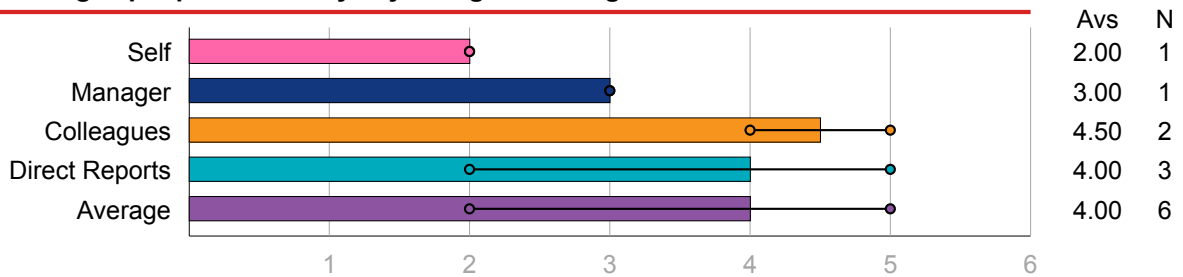 Avs N
Self 2.00 1
Manager 3.00 1
Colleagues 4.50 2
Direct Reports 4.00 3
Average 4.00 6
1 2 3 4 5 6